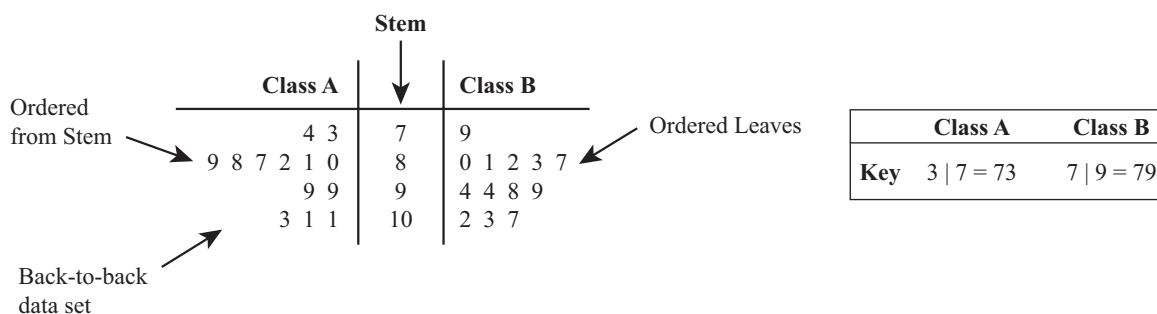 Stem
Class A Class B
Ordered
from Stem
4 3 7 9
9 8 7 2 1 0 8 0 1 2 3 7
9 9 9 4 4 8 9
3 1 1 10 2 3 7
Ordered Leaves
Back-to-back
data set
Class A Class B
Key 3 | 7 = 73 7 | 9 = 79